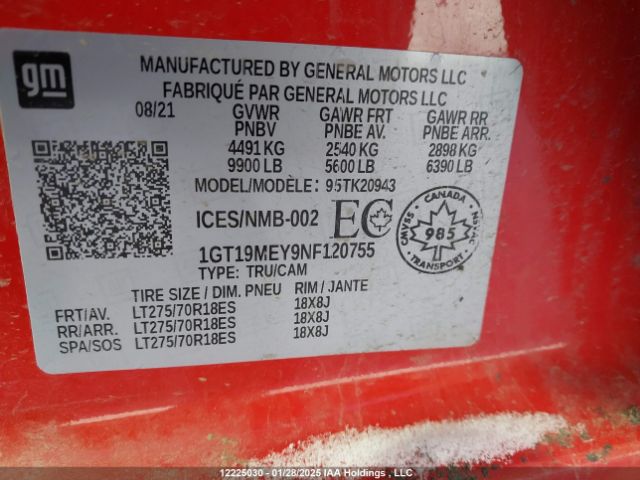 gm
MANUFACTURED BY GENERAL MOTORS LLC
FABRIQUÉ PAR GENERAL MOTORS LLC
08/21 GVWR GAWR FRT GAWR RR
PNBV PNBE AV. PNBE ARR.
4491 KG 2540 KG 2898 KG
9900 LB 5600 LB 6390 LB
MODEL/MODÈLE: 95TK20943
ICES/NMB-002 EC
CANADA
CMVSS 985 NSVAC
TRANSPORT
1GT19MEY9NF120755
TYPE: TRU/CAM
TIRE SIZE / DIM. PNEU RIM / JANTE
FRT/AV. LT275/70R18ES 18X8J
RR/ARR. LT275/70R18ES 18X8J
SPA/SOS LT275/70R18ES 18X8J
12225030 - 01/28/2025 IAA Holdings , LLC